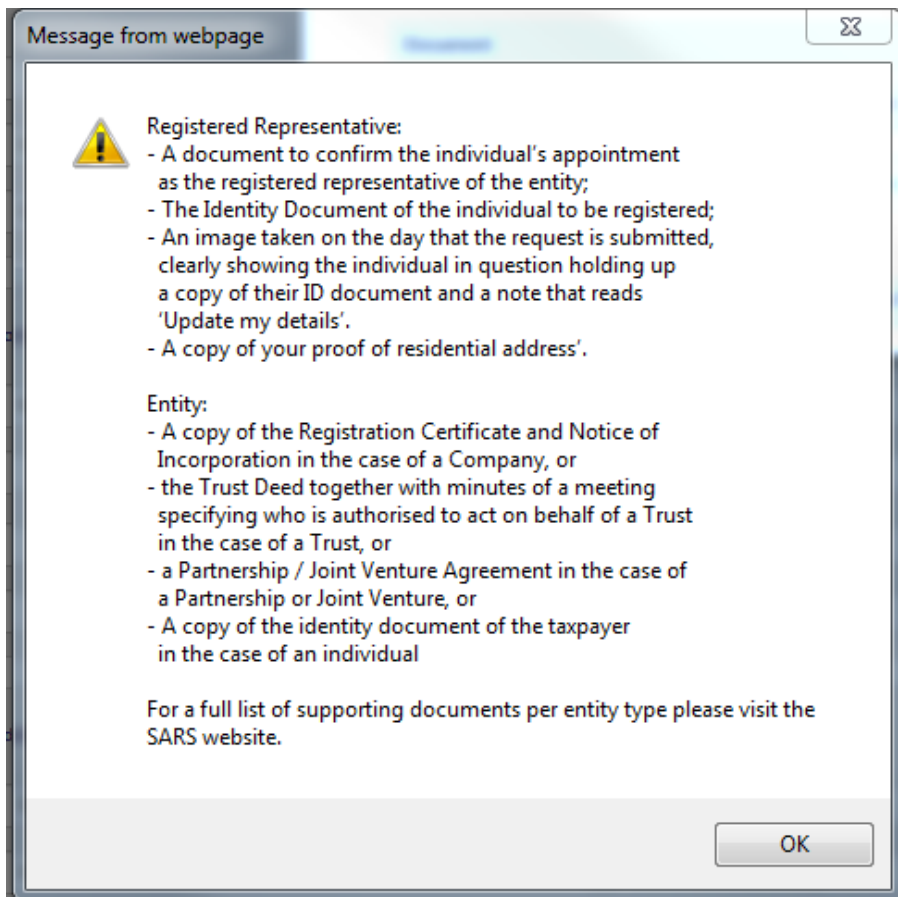 Message from webpage
Document
Registered Representative:
- A document to confirm the individual's appointment
as the registered representative of the entity;
- The Identity Document of the individual to be registered;
- An image taken on the day that the request is submitted,
clearly showing the individual in question holding up
a copy of their ID document and a note that reads
'Update my details'.
- A copy of your proof of residential address'.
Entity:
- A copy of the Registration Certificate and Notice of
Incorporation in the case of a Company, or
- the Trust Deed together with minutes of a meeting
specifying who is authorised to act on behalf of a Trust
in the case of a Trust, or
- a Partnership / Joint Venture Agreement in the case of
a Partnership or Joint Venture, or
- A copy of the identity document of the taxpayer
in the case of an individual
For a full list of supporting documents per entity type please visit the
SARS website.
OK